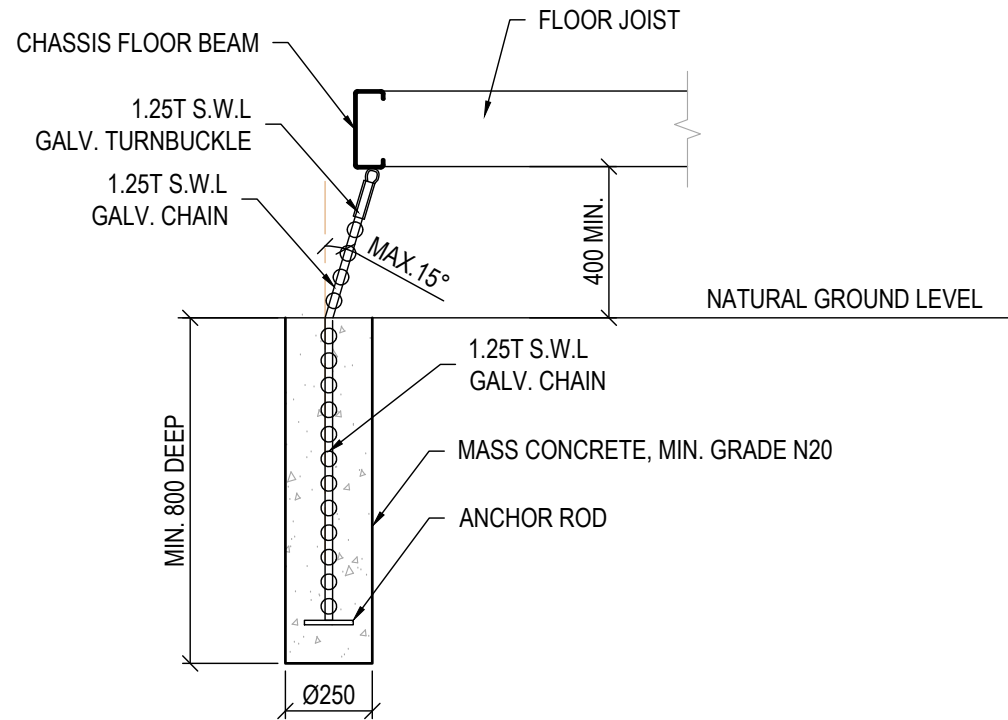 FLOOR JOIST
CHASSIS FLOOR BEAM
1.25T S.W.L
GALV. TURNBUCKLE
1.25T S.W.L
GALV. CHAIN
MAX.15°
400 MIN.
NATURAL GROUND LEVEL
1.25T S.W.L
GALV. CHAIN
MIN. 800 DEEP
MASS CONCRETE, MIN. GRADE N20
ANCHOR ROD
Ø250